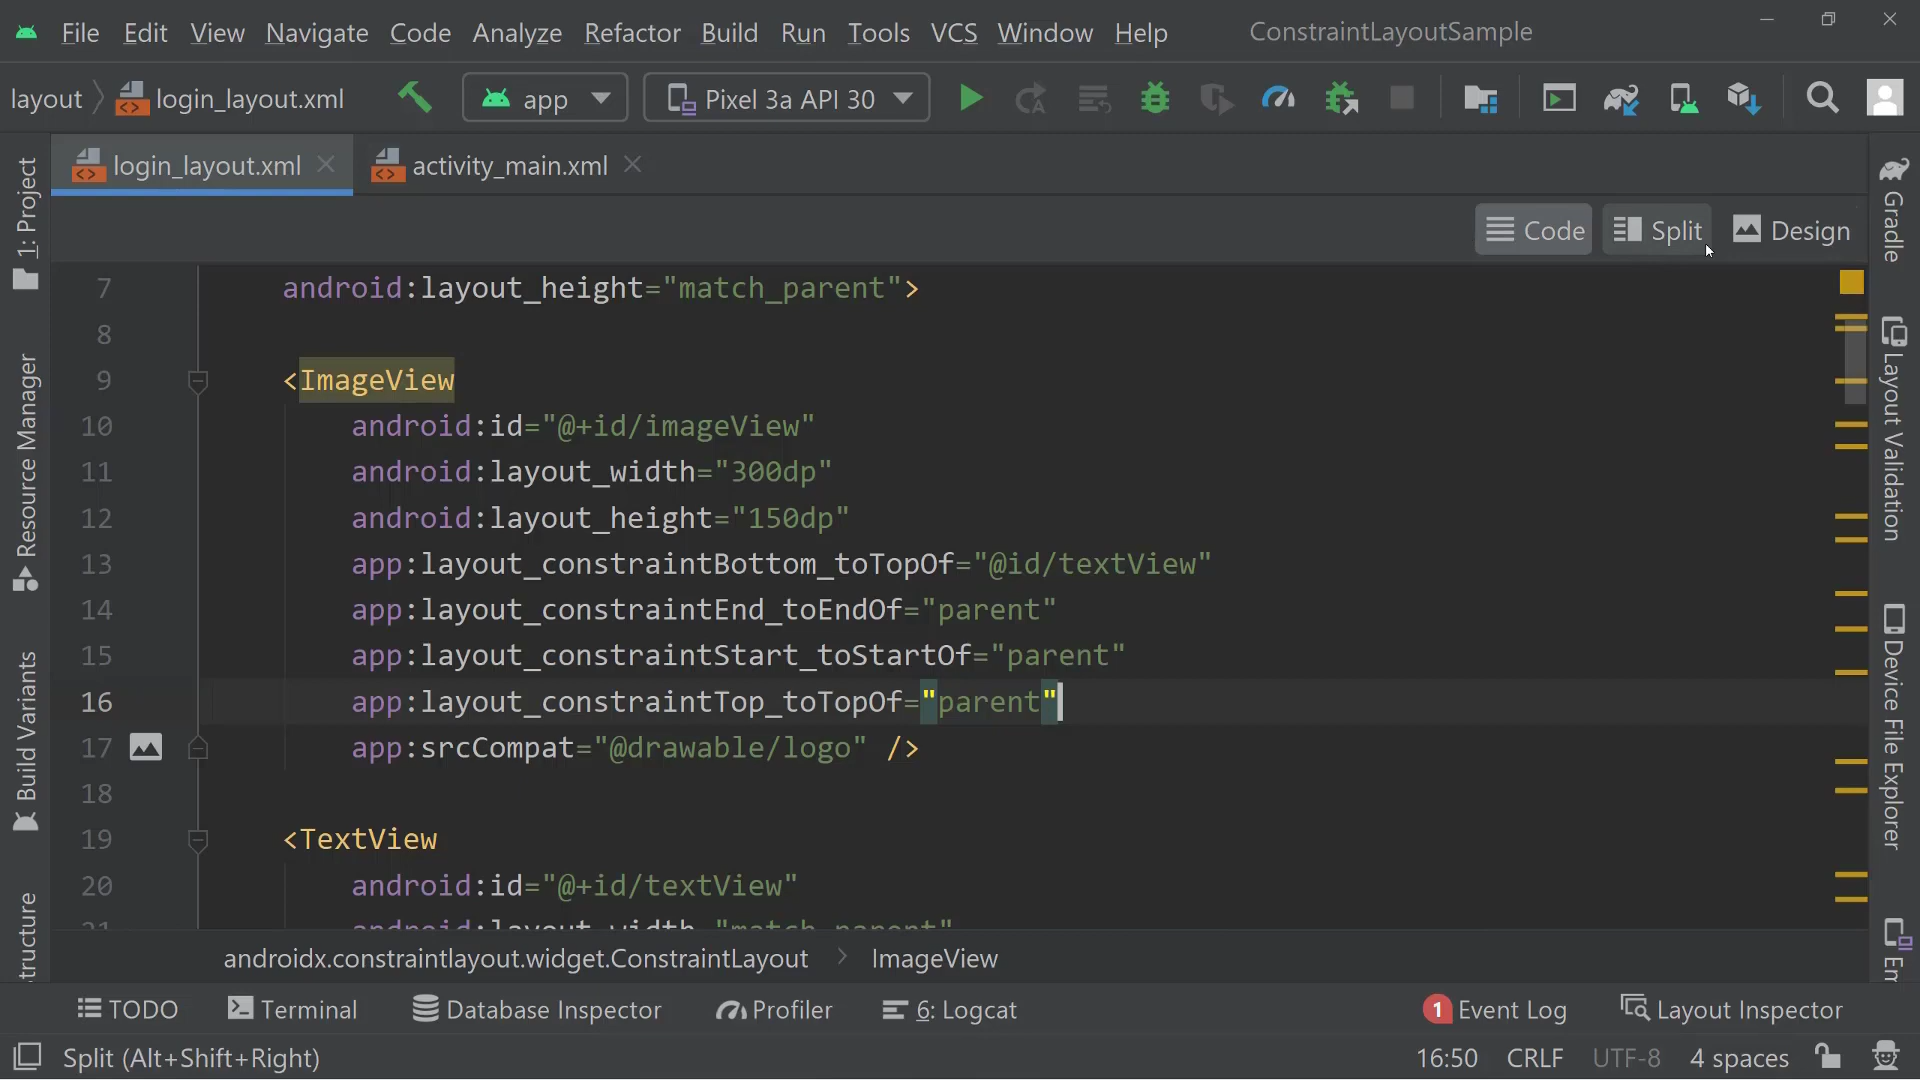 File Edit View Navigate Code Analyze Refactor Build Run Tools VCS Window Help ConstraintLayoutSample
layout login_layout.xml app Pixel 3a API 30
login_layout.xml activity_main.xml
Code Split Design
1: Project
Resource Manager
Build Variants
7 android:layout_height="match_parent">
8
9 <ImageView
10 android:id="@+id/imageView"
11 android:layout_width="300dp"
12 android:layout_height="150dp"
13 app:layout_constraintBottom_toTopOf="@id/textView"
14 app:layout_constraintEnd_toEndOf="parent"
15 app:layout_constraintStart_toStartOf="parent"
16 app:layout_constraintTop_toTopOf="parent"
17 app:srcCompat="@drawable/logo" />
18
19 <TextView
20 android:id="@+id/textView"
21 android:layout_width="match_parent"
Gradle
Layout Validation
Device File Explorer
androidx.constraintlayout.widget.ConstraintLayout ImageView
TODO Terminal Database Inspector Profiler 6: Logcat 1 Event Log Layout Inspector
Split (Alt+Shift+Right) 16:50 CRLF UTF-8 4 spaces